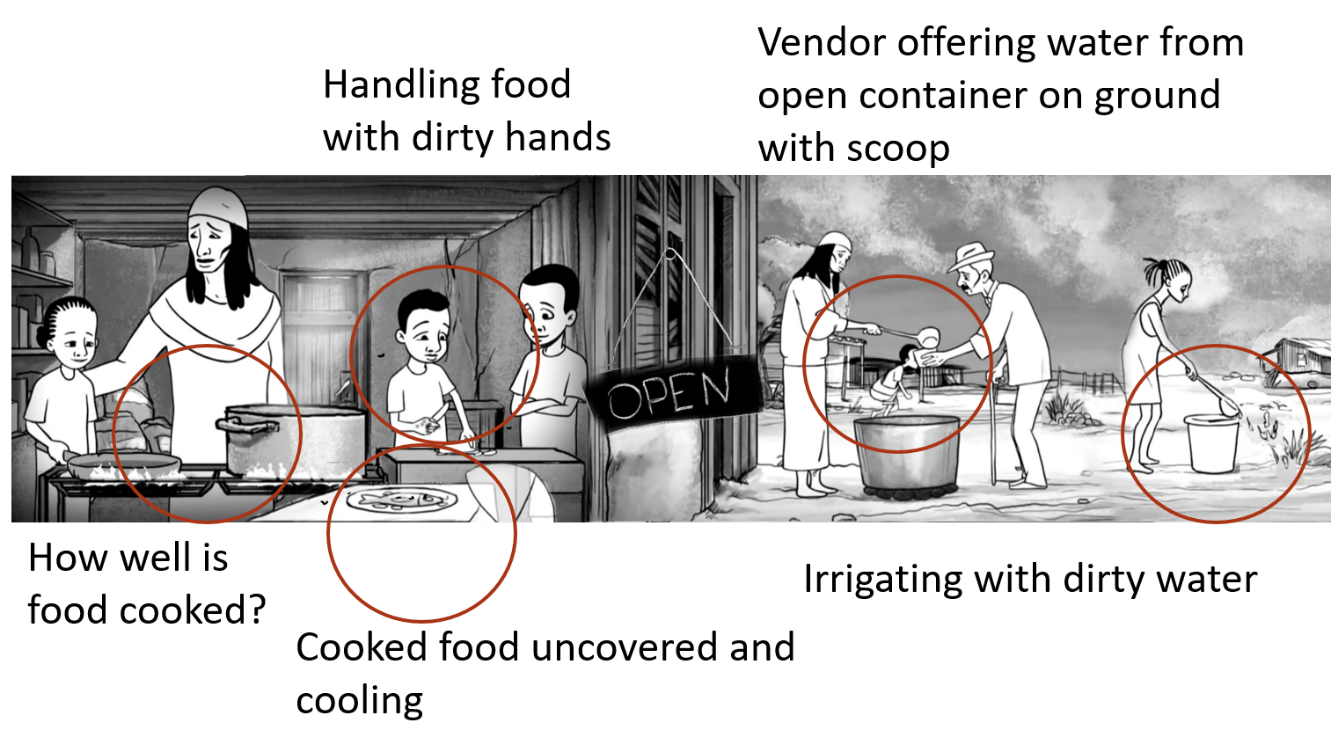 Handling food
with dirty hands
Vendor offering water from
open container on ground
with scoop
OPEN
How well is
food cooked?
Cooked food uncovered and
cooling
Irrigating with dirty water